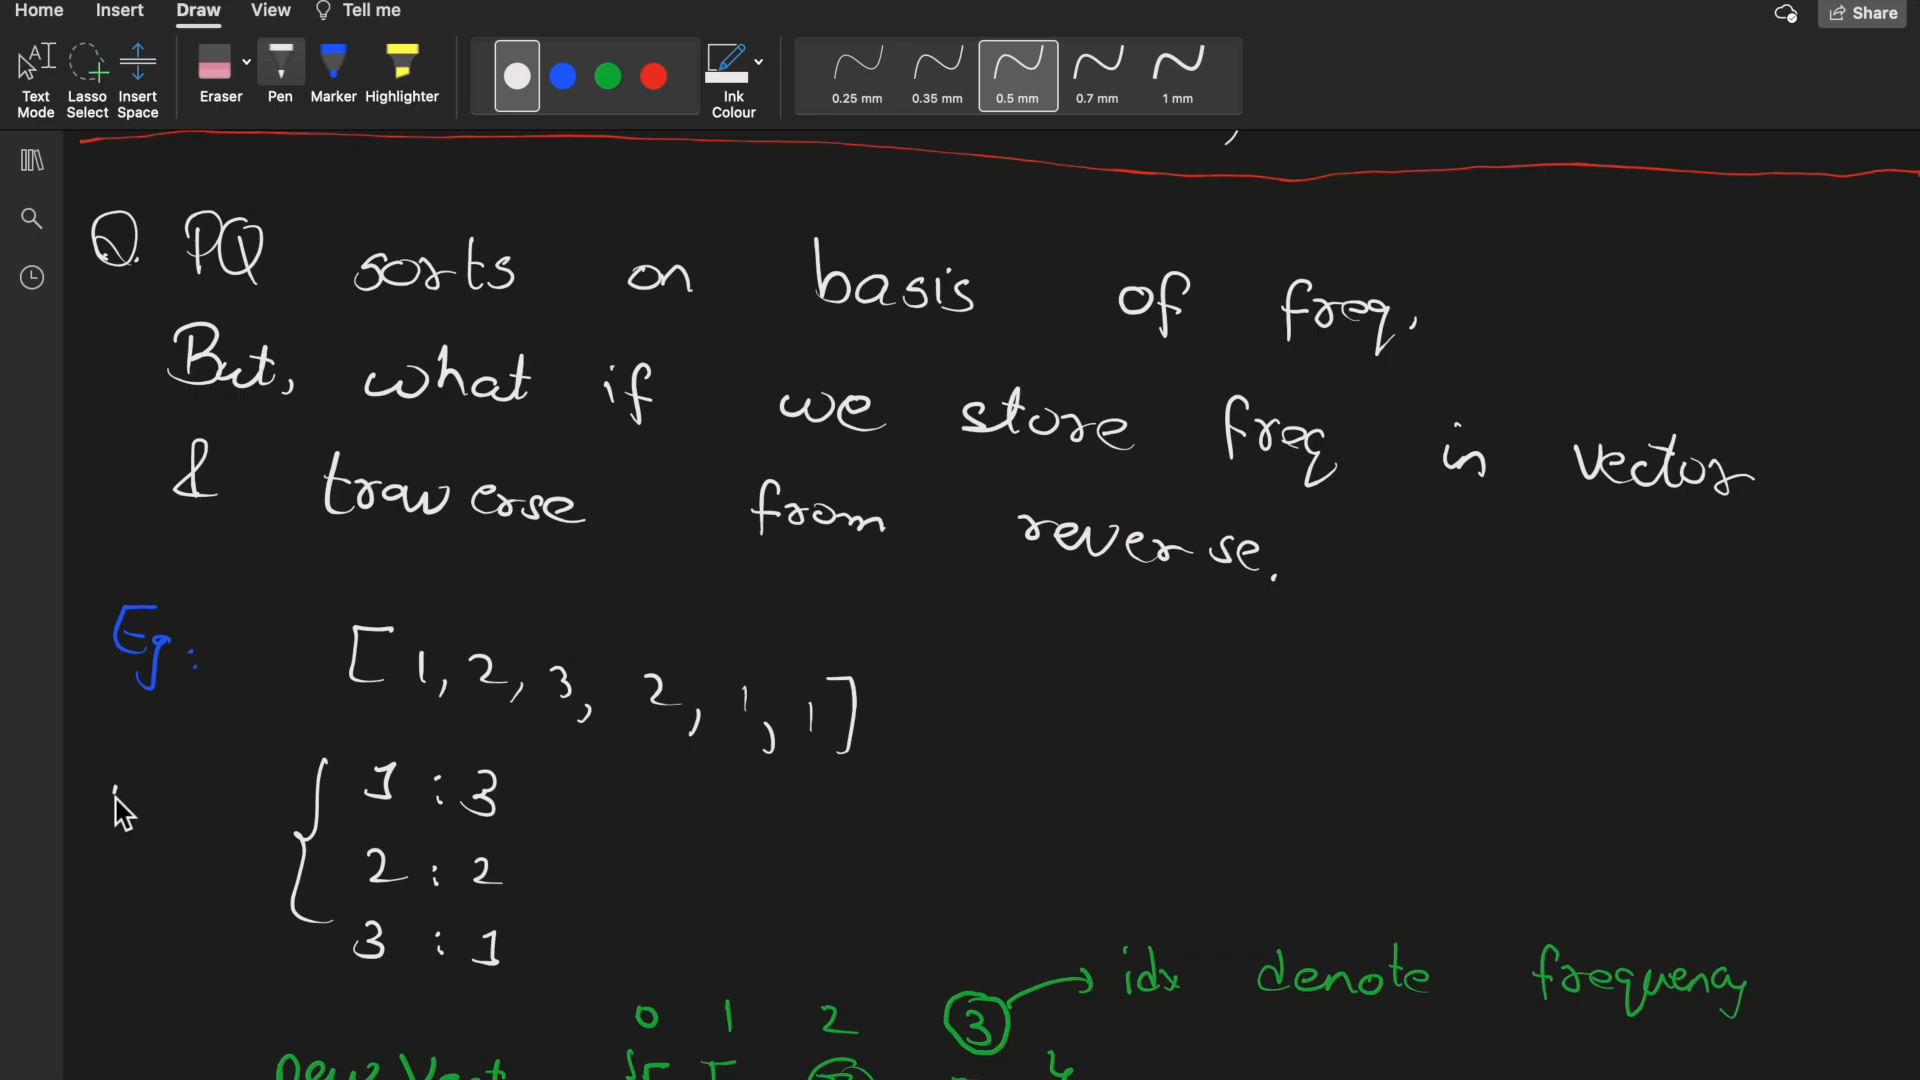 Home Insert Draw View Tell me Share
Text Mode Lasso Select Insert Space Eraser Pen Marker Highlighter Ink Colour 0.25 mm 0.35 mm 0.5 mm 0.7 mm 1 mm
Q. PQ sorts on basis of freq.
But, what if we store freq in vector
& traverse from reverse.
Eg: [1, 2, 3, 2, 1, 1]
1 : 3
2 : 2
3 : 1
idx denote frequency
0 1 2 3